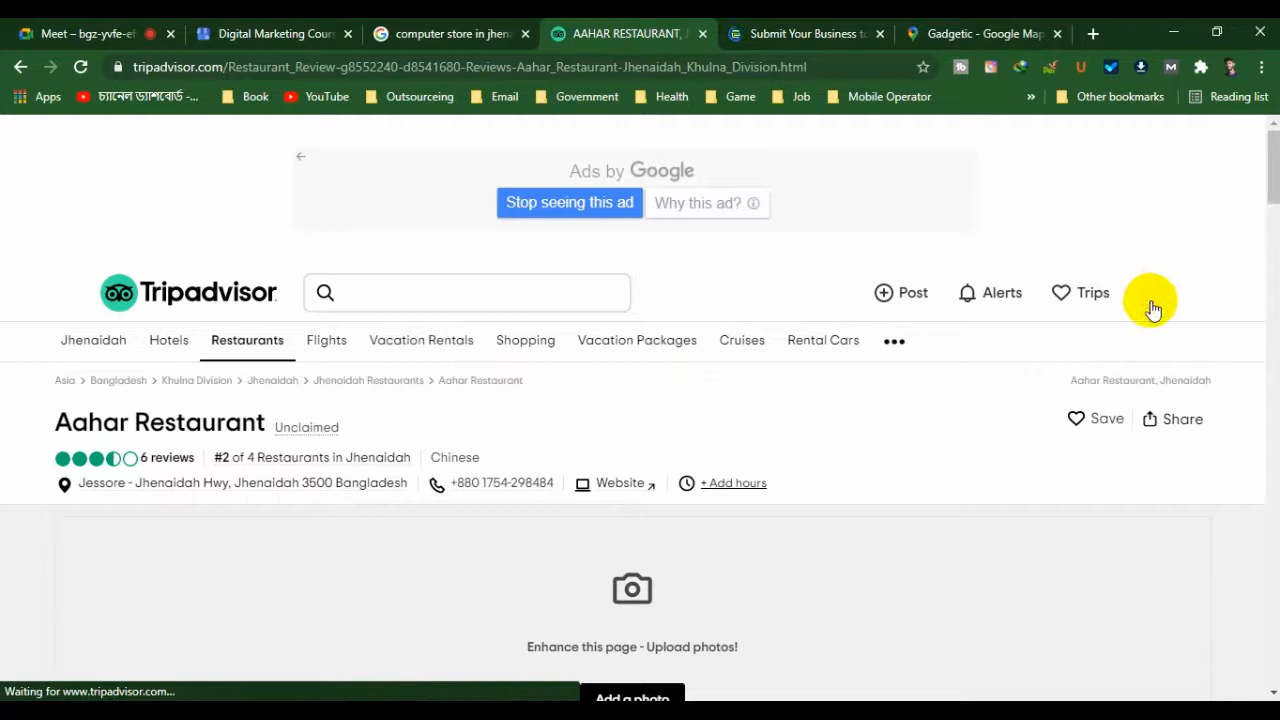 Meet – bgz-yvfe-ef
Digital Marketing Cours
computer store in jhena
AAHAR RESTAURANT, J
Submit Your Business to
Gadgetic - Google Map
tripadvisor.com/Restaurant_Review-g8552240-d8541680-Reviews-Aahar_Restaurant-Jhenaidah_Khulna_Division.html
Apps
চ্যানেল ড্যাশবোর্ড -...
Book
YouTube
Outsourceing
Email
Government
Health
Game
Job
Mobile Operator
»
Other bookmarks
Reading list
Ads by Google
Stop seeing this ad
Why this ad?
Tripadvisor
Post
Alerts
Trips
Jhenaidah
Hotels
Restaurants
Flights
Vacation Rentals
Shopping
Vacation Packages
Cruises
Rental Cars
Asia > Bangladesh > Khulna Division > Jhenaidah > Jhenaidah Restaurants > Aahar Restaurant
Aahar Restaurant, Jhenaidah
Aahar Restaurant Unclaimed
Save
Share
6 reviews
#2 of 4 Restaurants in Jhenaidah
Chinese
Jessore - Jhenaidah Hwy, Jhenaidah 3500 Bangladesh
+880 1754-298484
Website
+ Add hours
Enhance this page - Upload photos!
Add a photo
Waiting for www.tripadvisor.com...